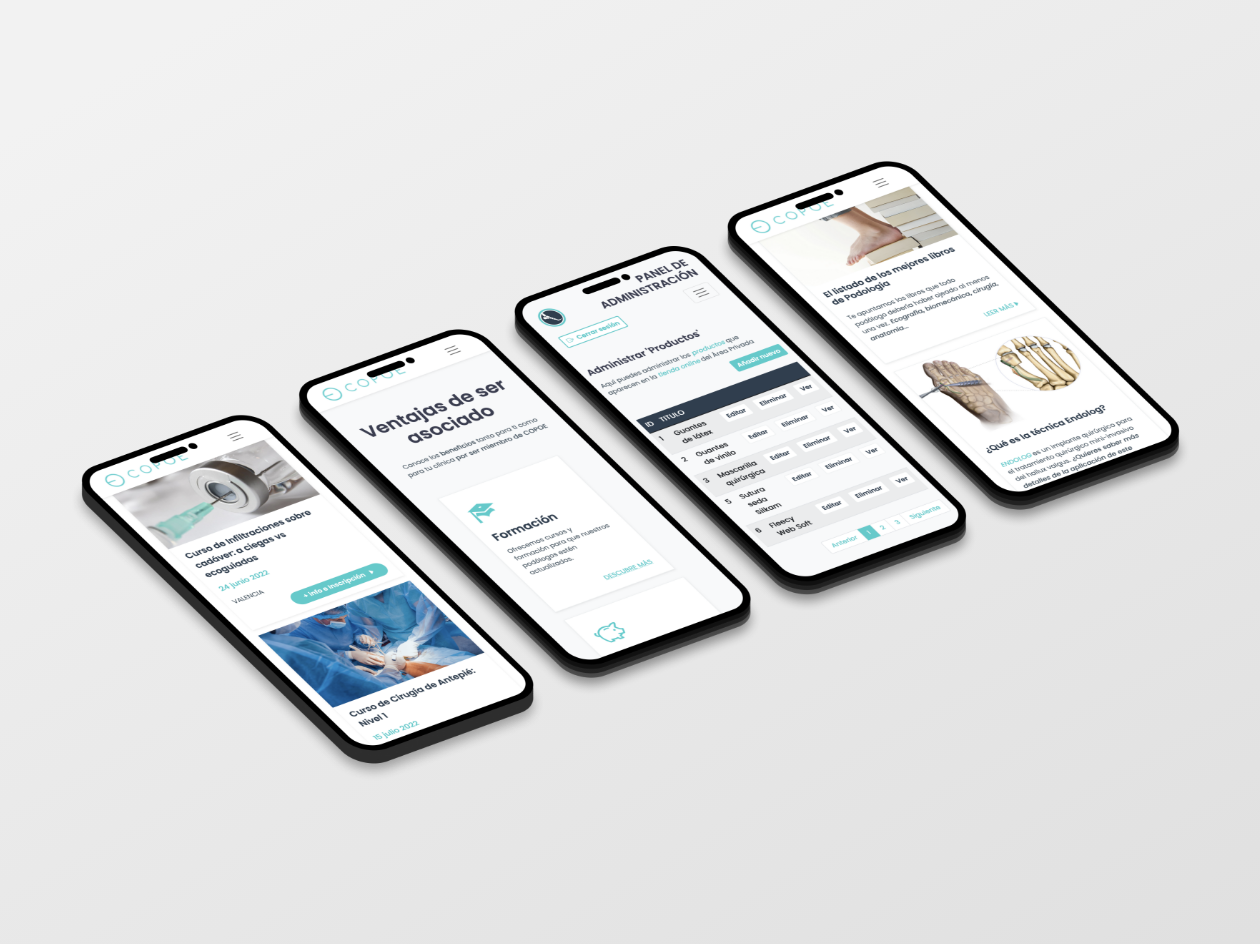 COPOE
Curso de Infiltraciones sobre
cadáver: a ciegas vs
ecoguiadas
24 junio 2022
VALENCIA
+ info e inscripción
Curso de Cirugía de Antepié:
Nivel 1
15 julio 2022
COPOE
Ventajas de ser
asociado
Conoce los beneficios tanto para ti como
para tu clínica por ser miembro de COPOE
Formación
Ofrecemos cursos y
formación para que nuestros
podólogos estén
actualizados.
DESCUBRE MÁS
PANEL DE
ADMINISTRACIÓN
Cerrar sesión
Administrar 'Productos'
Aquí puedes administrar los productos que
aparecen en la tienda online del Área Privada
Añadir nuevo
ID TITULO
1 Guantes de látex Editar Eliminar Ver
2 Guantes de vinilo Editar Eliminar Ver
3 Mascarilla quirúrgica Editar Eliminar Ver
5 Sutura seda Silkam Editar Eliminar Ver
6 Fleecy Web Soft Editar Eliminar Ver
Anterior 1 2 3 Siguiente
COPOE
El listado de los mejores libros
de Podología
Te apuntamos los libros que todo
podólogo debería haber ojeado al menos
una vez. Ecografía, biomecánica, cirugía,
anatomía...
LEER MÁS
¿Qué es la técnica Endolog?
ENDOLOG es un implante quirúrgico para
el tratamiento quirúrgico mini-invasivo
del hallux valgus. ¿Quieres saber más
detalles de la aplicación de este